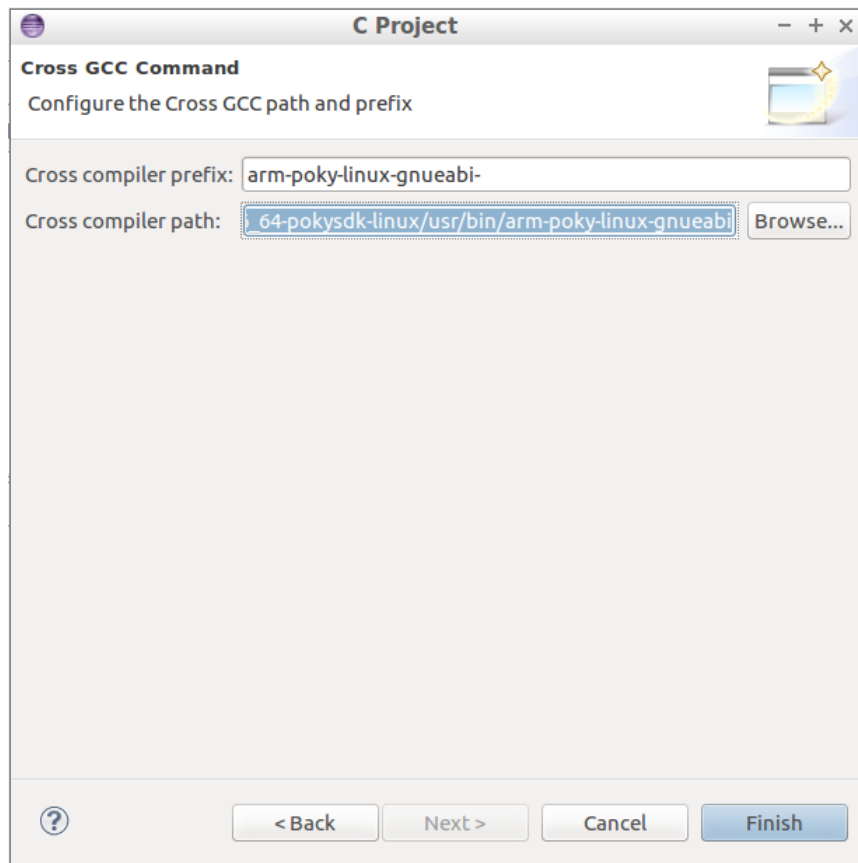 C Project
Cross GCC Command
Configure the Cross GCC path and prefix
Cross compiler prefix: arm-poky-linux-gnueabi-
Cross compiler path: _64-pokysdk-linux/usr/bin/arm-poky-linux-gnueabi Browse...
< Back Next > Cancel Finish